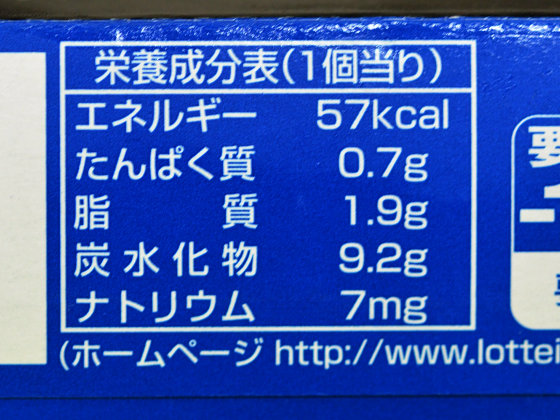 栄養成分表(1個当り)
エネルギー 57kcal
たんぱく質 0.7g
脂質 1.9g
炭水化物 9.2g
ナトリウム 7mg
(ホームページ http://www.lottei
要